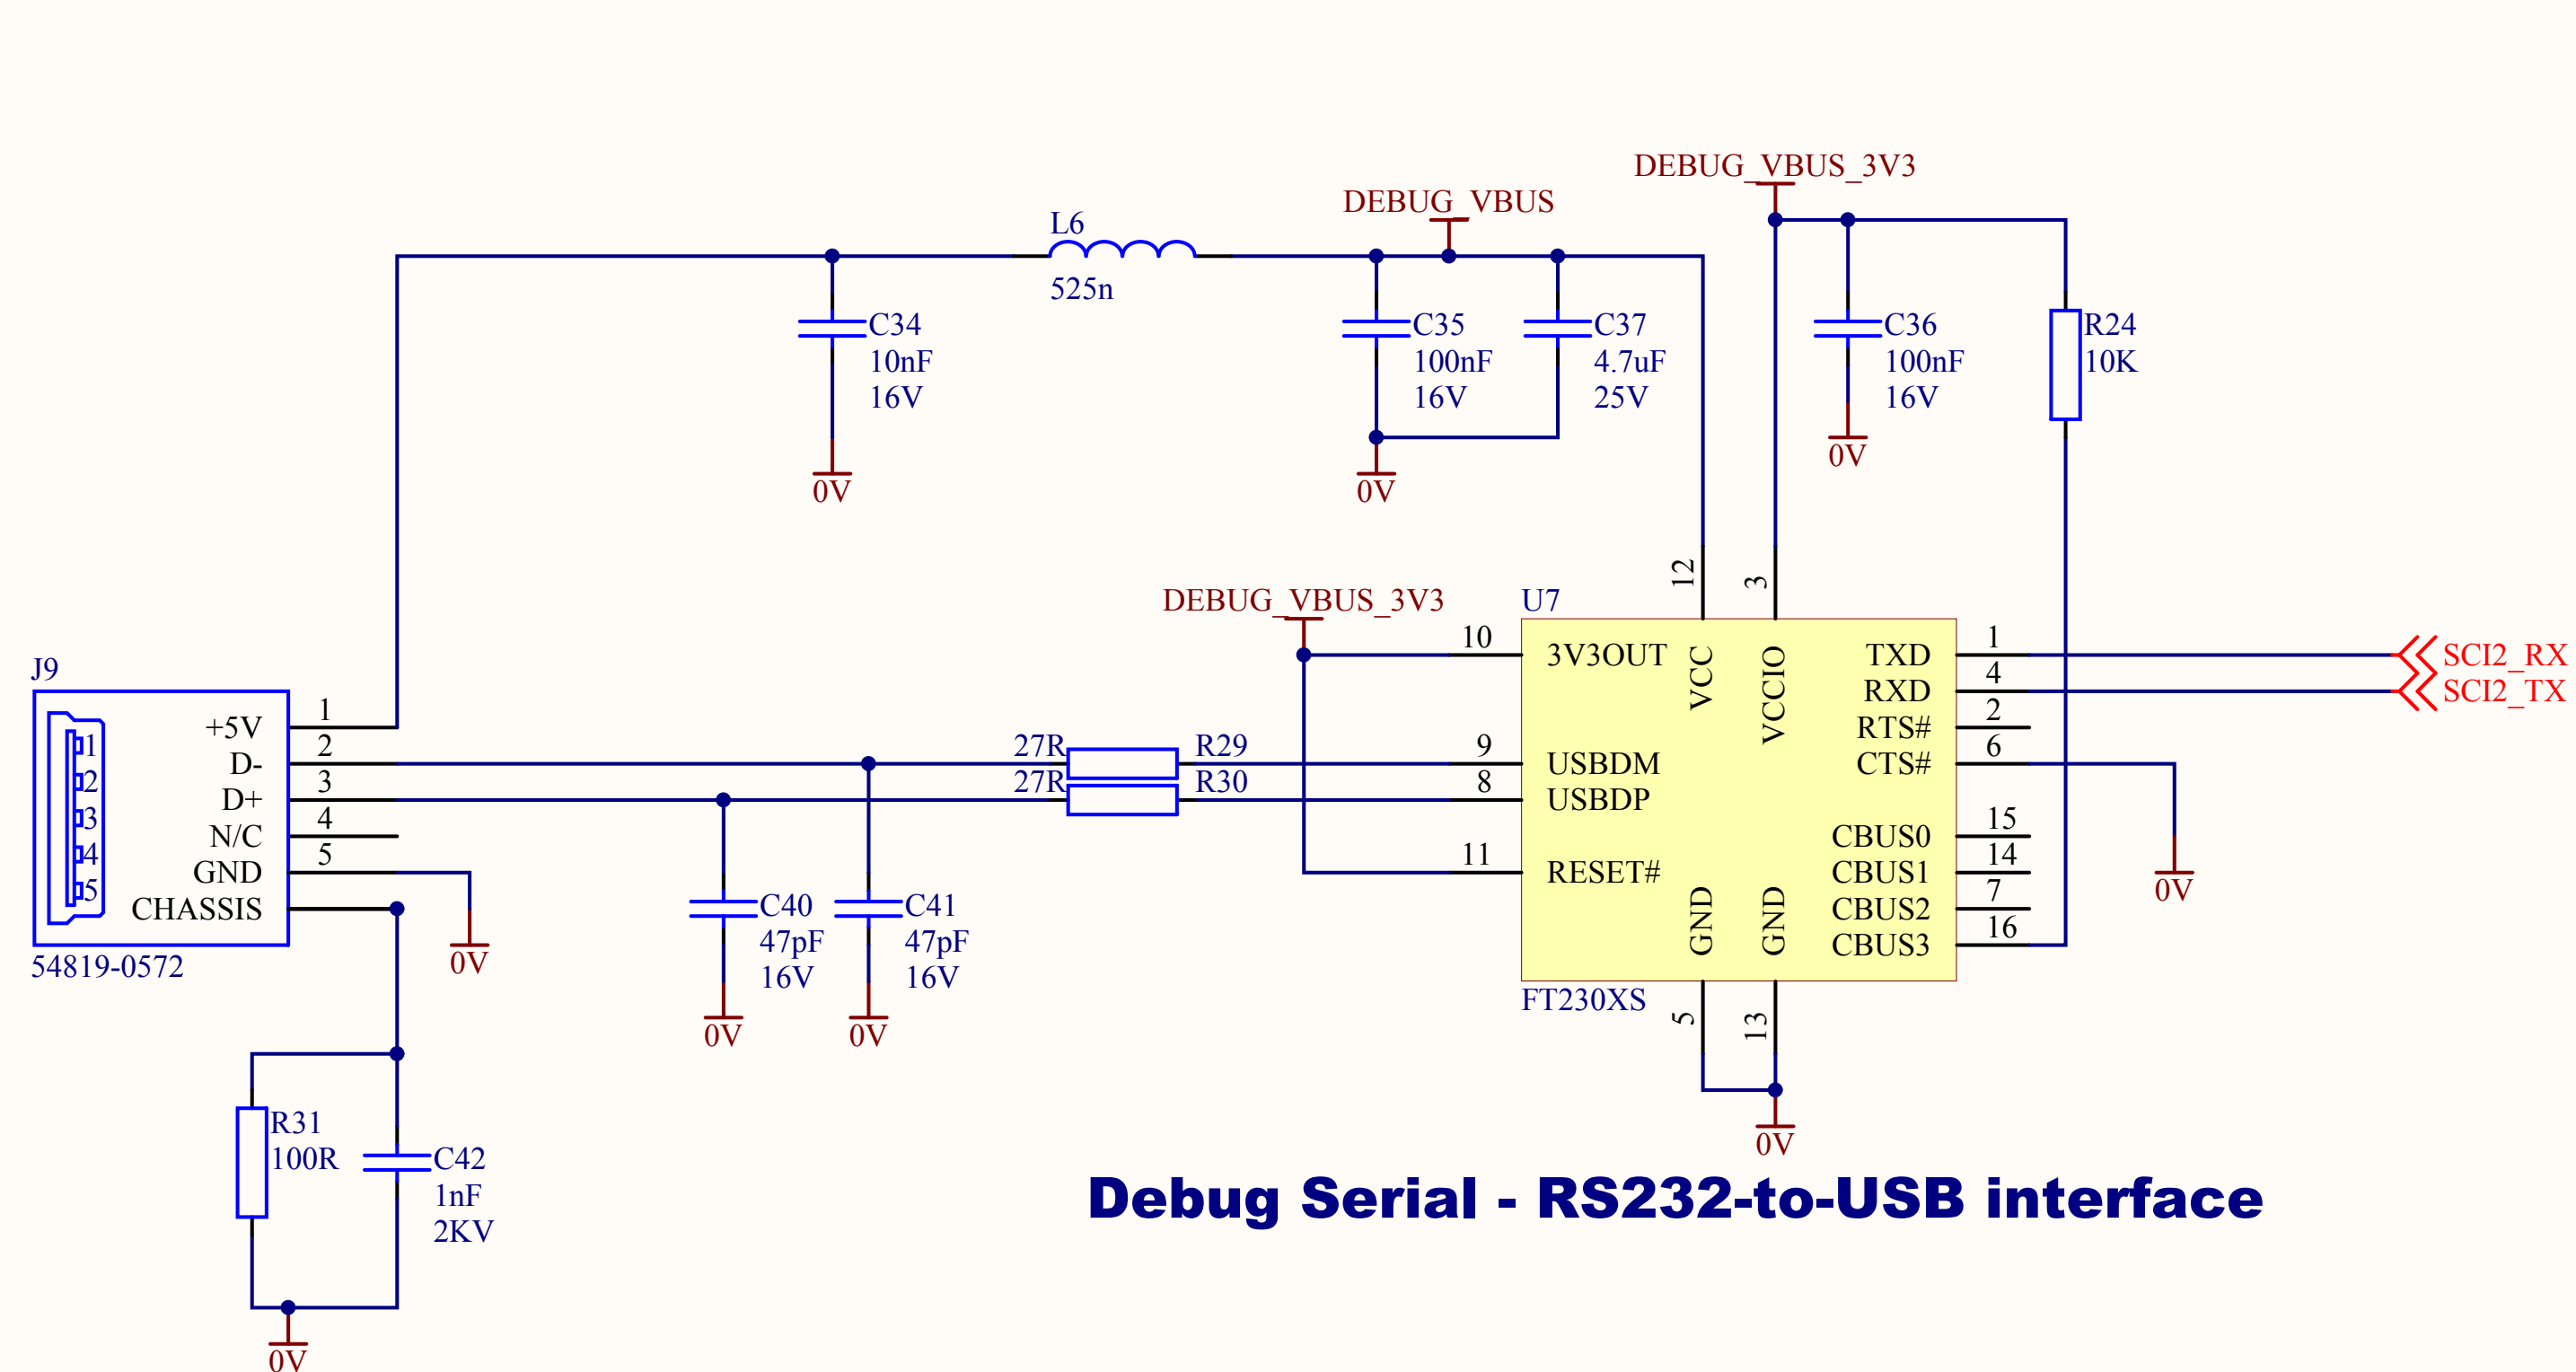 DEBUG_VBUS_3V3
DEBUG_VBUS
L6
525n
C34
10nF
16V
0V
C35
100nF
16V
0V
C37
4.7uF
25V
C36
100nF
16V
0V
R24
10K
DEBUG_VBUS_3V3
U7
12
3
10
3V3OUT
VCC
VCCIO
TXD
1
SCI2_RX
RXD
4
SCI2_TX
RTS#
2
CTS#
6
0V
9
USBDM
8
USBDP
11
RESET#
CBUS0
15
CBUS1
14
CBUS2
7
CBUS3
16
GND
GND
FT230XS
5
13
0V
J9
1
2
3
4
5
+5V
1
D-
2
D+
3
N/C
4
GND
5
CHASSIS
54819-0572
0V
27R
R29
27R
R30
C40
47pF
16V
0V
C41
47pF
16V
0V
R31
100R
C42
1nF
2KV
0V
Debug Serial - RS232-to-USB interface